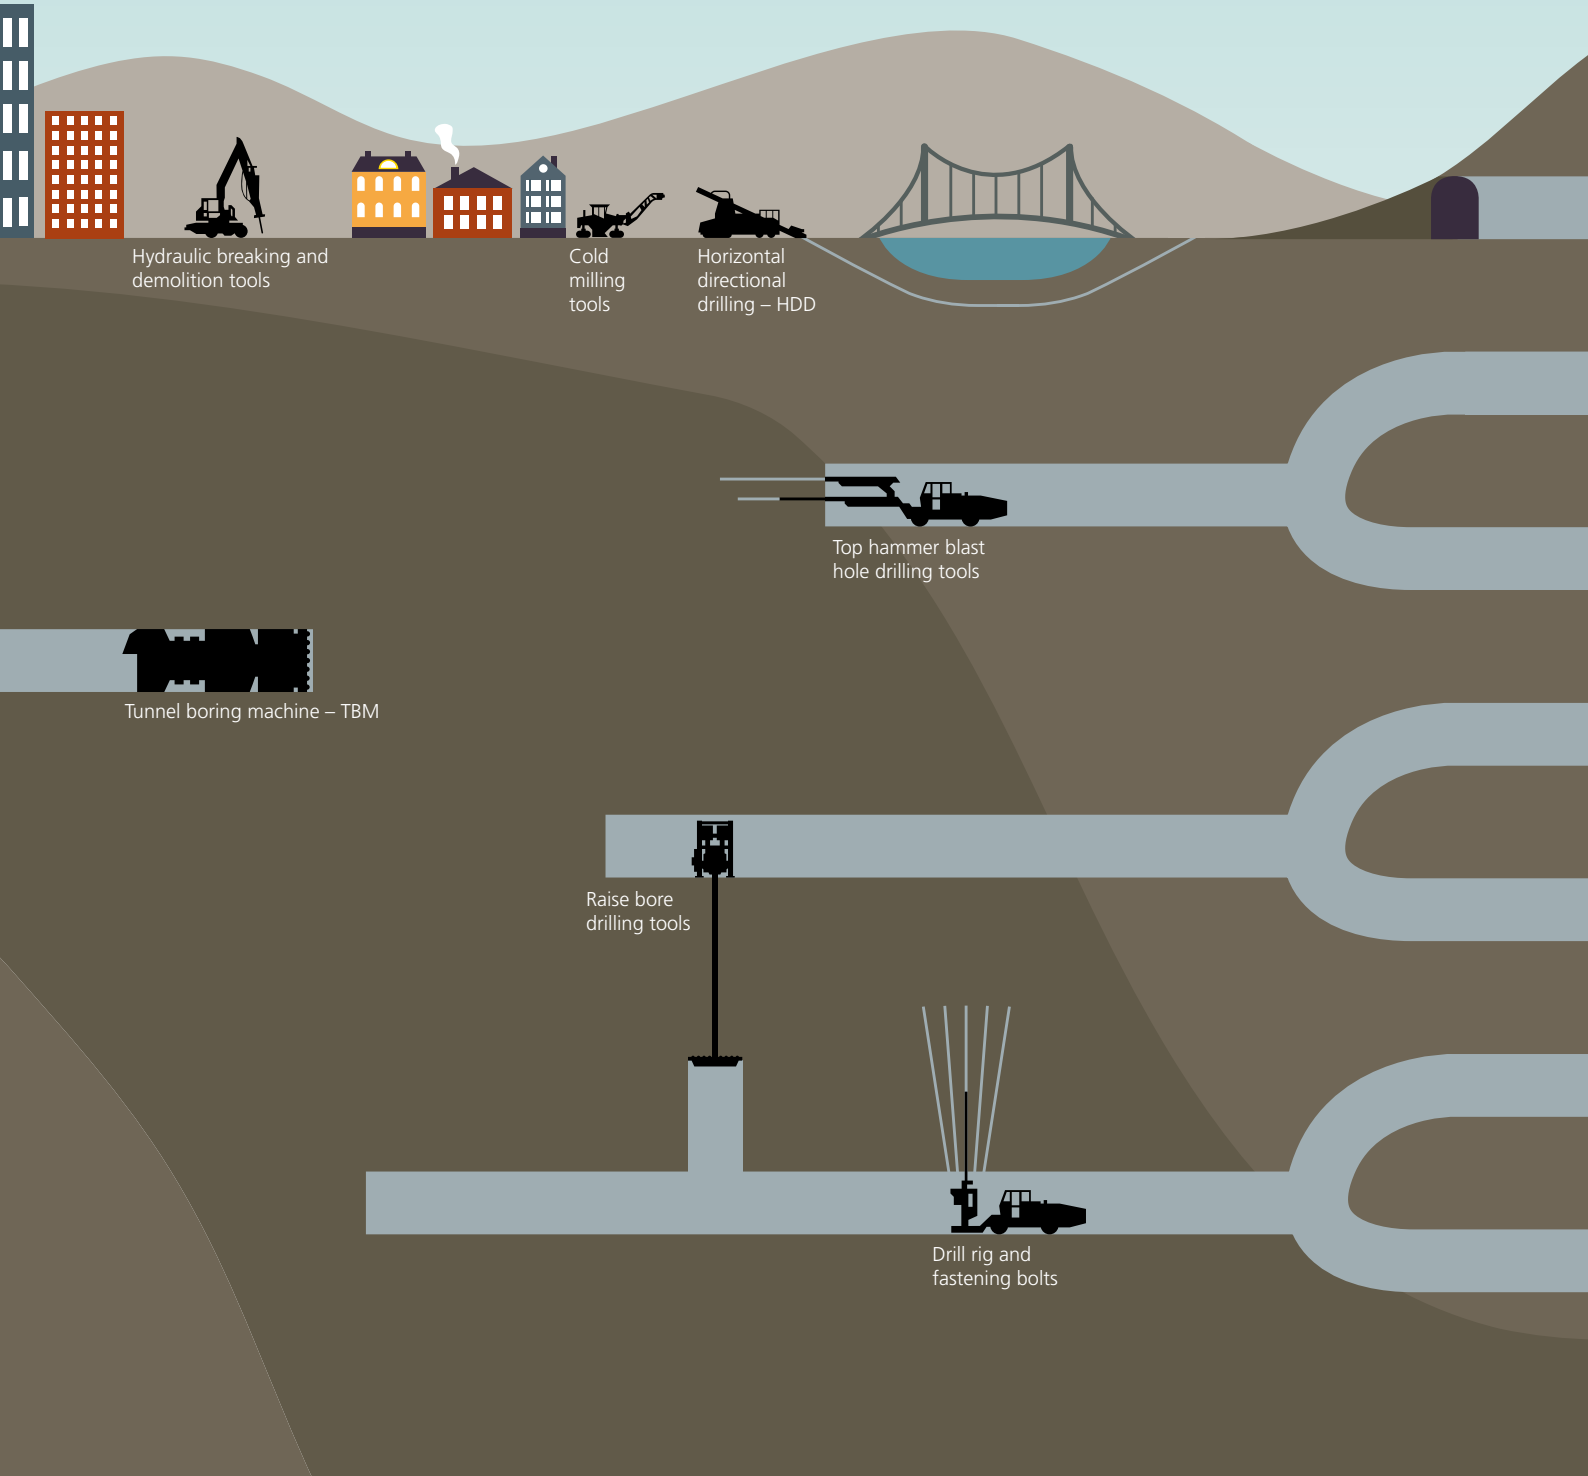 Hydraulic breaking and
demolition tools
Cold
milling
tools
Horizontal
directional
drilling – HDD
Top hammer blast
hole drilling tools
Tunnel boring machine – TBM
Raise bore
drilling tools
Drill rig and
fastening bolts